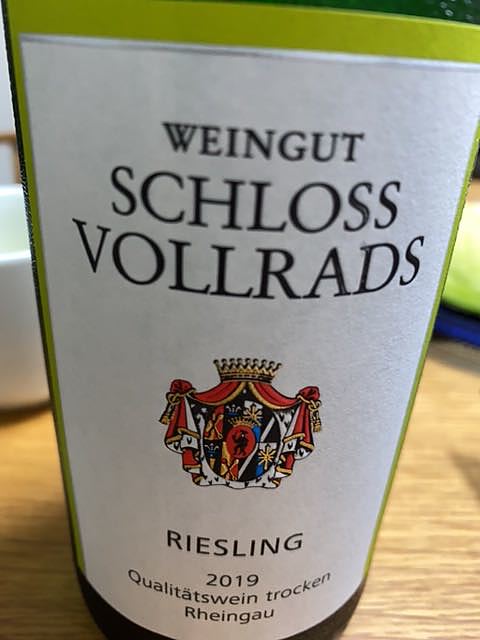 WEINGUT
SCHLOSS
VOLLRADS
RIESLING
2019
Qualitätswein trocken
Rheingau